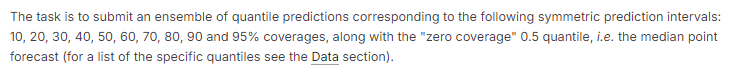 The task is to submit an ensemble of quantile predictions corresponding to the following symmetric prediction intervals:
10, 20, 30, 40, 50, 60, 70, 80, 90 and 95% coverages, along with the "zero coverage" 0.5 quantile, i.e. the median point
forecast (for a list of the specific quantiles see the Data section).